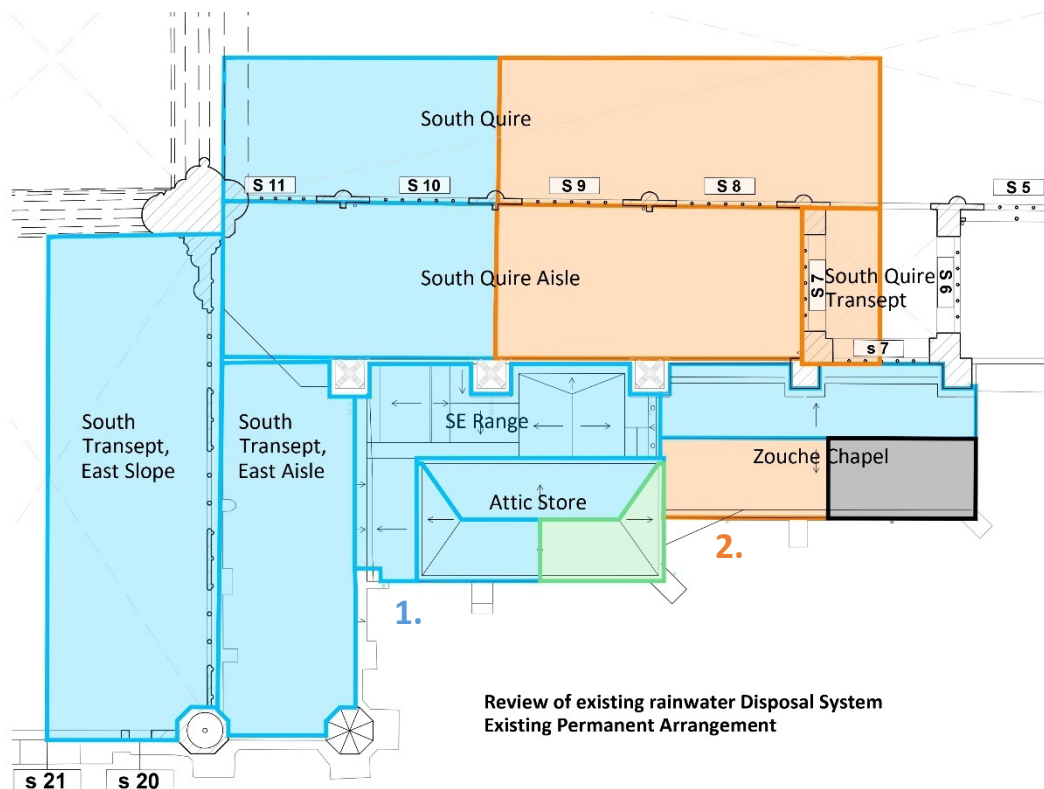 South Quire
S 11
S 10
S 9
S 8
S 5
South Quire Aisle
S 7
South Quire
Transept
S 6
s 7
SE Range
South
Transept,
East Slope
South
Transept,
East Aisle
Zouche Chapel
Attic Store
2.
1.
Review of existing rainwater Disposal System
Existing Permanent Arrangement
s 21
s 20